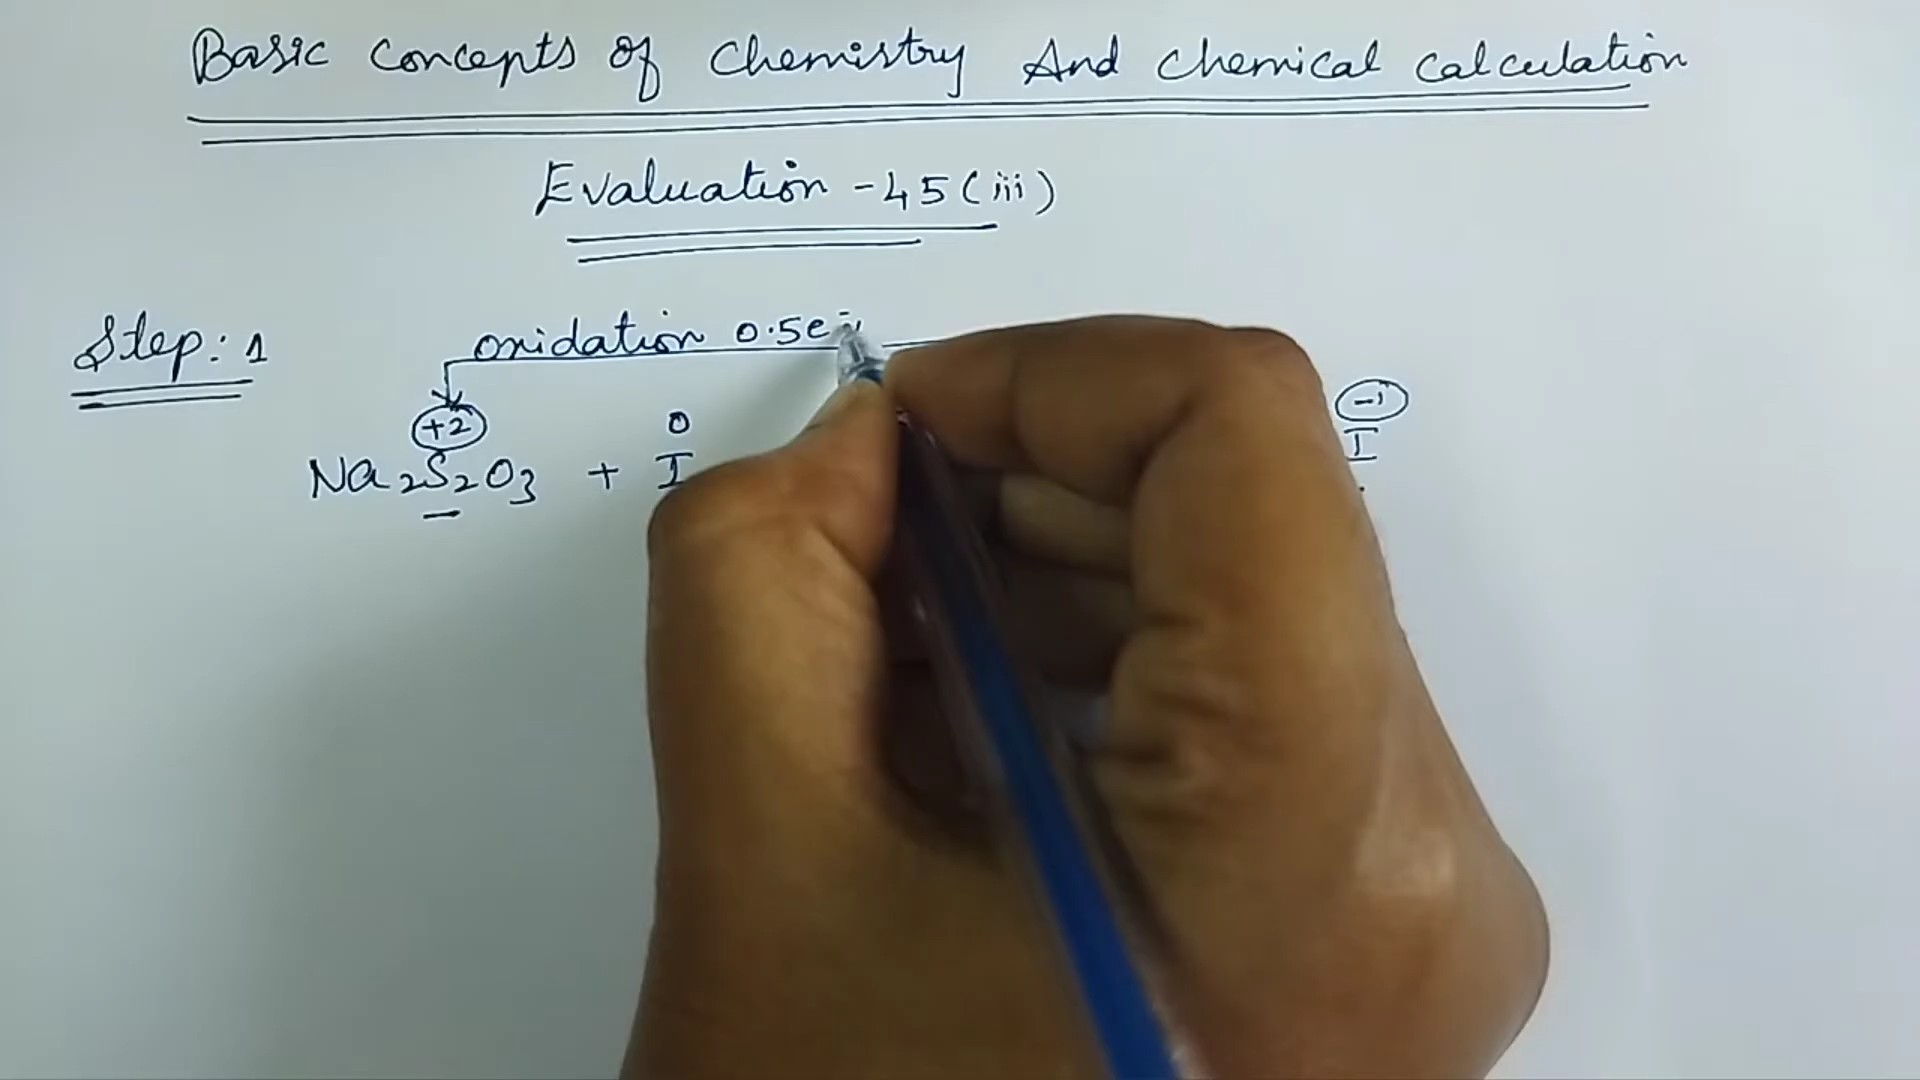 Basic Concepts Of Chemistry And Chemical Calculation
Evaluation - 45 (iii)
Step: 1
oxidation 0.5e-
+2 0 -1
Na2S2O3 + I I